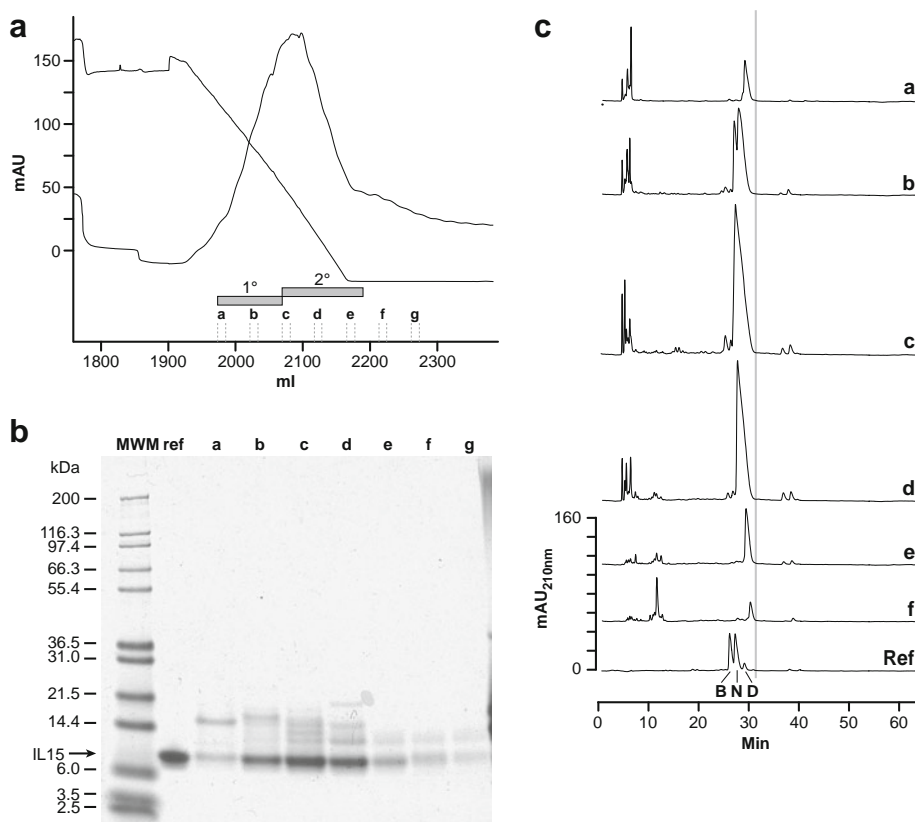 a
150
100
50
0
mAU
1° 2°
a b c d e f g
1800 1900 2000 2100 2200 2300
ml
b
MWM ref a b c d e f g
kDa
200
116.3
97.4
66.3
55.4
36.5
31.0
21.5
14.4
IL15
6.0
3.5
2.5
c
a
b
c
d
e
f
Ref
160
0
mAU210nm
B N D
0 10 20 30 40 50 60
Min